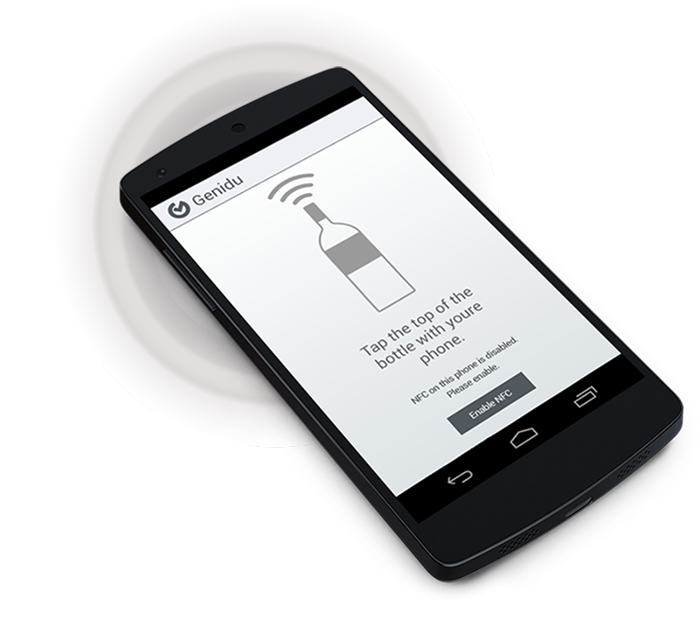 Genidu
Tap the top of the
bottle with youre
phone.
NFC on this phone is disabled.
Please enable.
Enable NFC